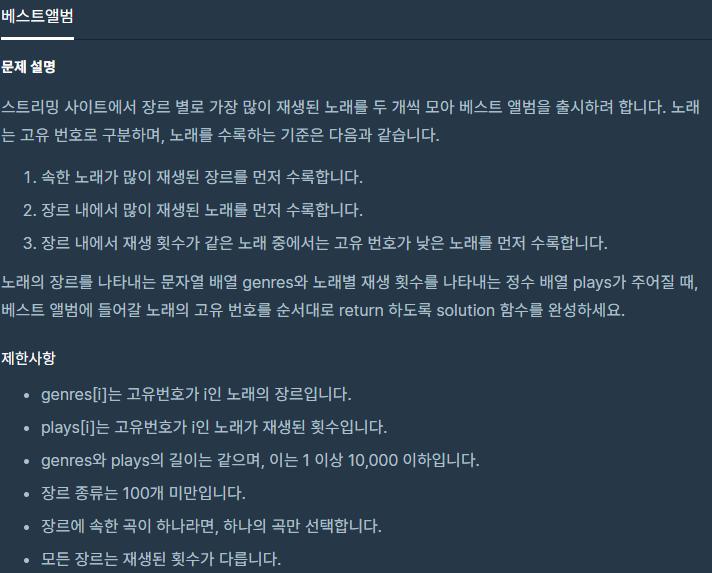 베스트앨범
문제 설명
스트리밍 사이트에서 장르 별로 가장 많이 재생된 노래를 두 개씩 모아 베스트 앨범을 출시하려 합니다. 노래
는 고유 번호로 구분하며, 노래를 수록하는 기준은 다음과 같습니다.
1. 속한 노래가 많이 재생된 장르를 먼저 수록합니다.
2. 장르 내에서 많이 재생된 노래를 먼저 수록합니다.
3. 장르 내에서 재생 횟수가 같은 노래 중에서는 고유 번호가 낮은 노래를 먼저 수록합니다.
노래의 장르를 나타내는 문자열 배열 genres와 노래별 재생 횟수를 나타내는 정수 배열 plays가 주어질 때,
베스트 앨범에 들어갈 노래의 고유 번호를 순서대로 return 하도록 solution 함수를 완성하세요.
제한사항
• genres[i]는 고유번호가 i인 노래의 장르입니다.
• plays[i]는 고유번호가 i인 노래가 재생된 횟수입니다.
• genres와 plays의 길이는 같으며, 이는 1 이상 10,000 이하입니다.
• 장르 종류는 100개 미만입니다.
• 장르에 속한 곡이 하나라면, 하나의 곡만 선택합니다.
• 모든 장르는 재생된 횟수가 다릅니다.